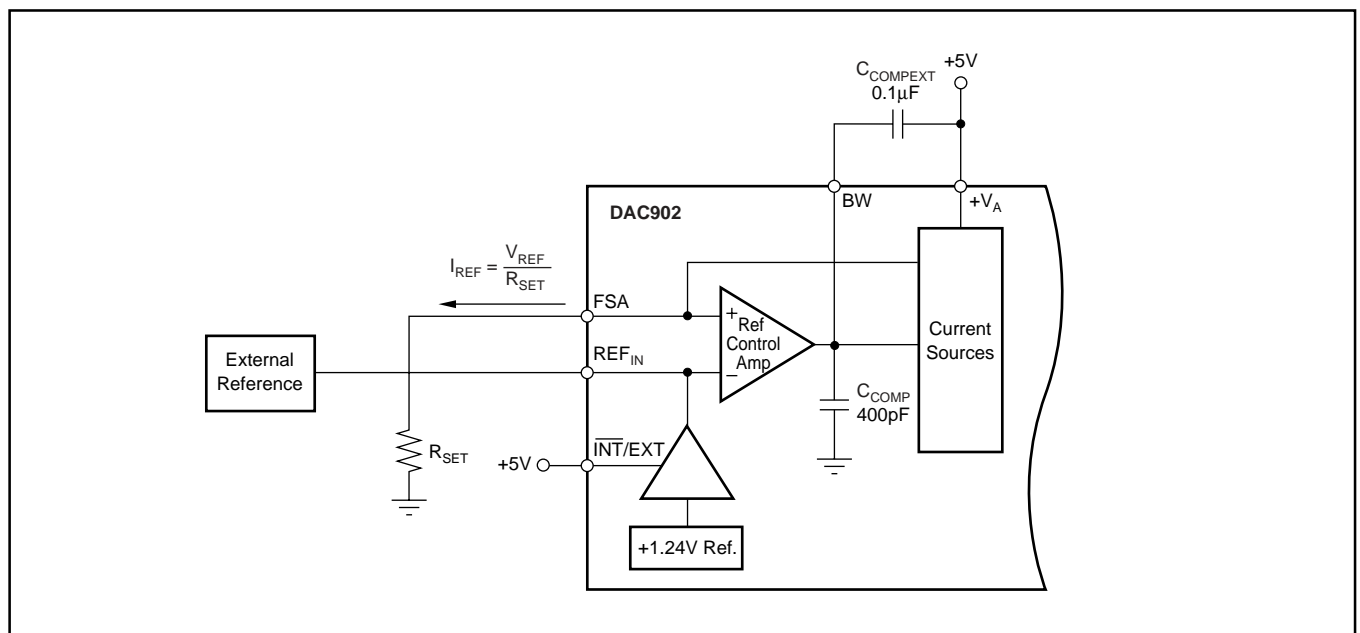 +5V
C_COMPEXT
0.1μF
BW
+V_A
DAC902
I_REF = V_REF / R_SET
FSA
+
Ref
Control
Amp
–
Current
Sources
External
Reference
REF_IN
C_COMP
400pF
R_SET
+5V
I̅N̅T̅/EXT
+1.24V Ref.